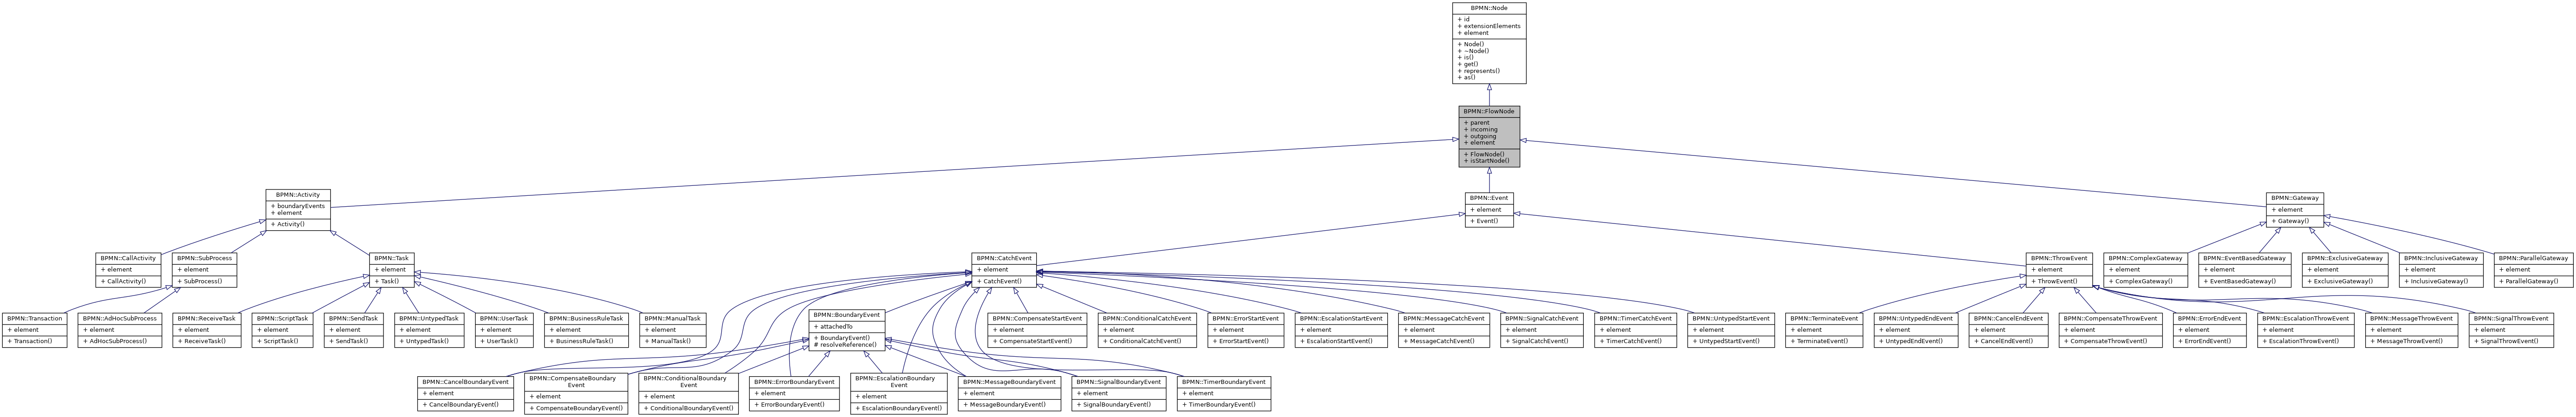 BPMN::Node
+ id
+ extensionElements
+ element
+ Node()
+ ~Node()
+ is()
+ get()
+ represents()
+ as()
BPMN::FlowNode
+ parent
+ incoming
+ outgoing
+ element
+ FlowNode()
+ isStartNode()
BPMN::Activity
+ boundaryEvents
+ element
+ Activity()
BPMN::Event
+ element
+ Event()
BPMN::Gateway
+ element
+ Gateway()
BPMN::CallActivity
+ element
+ CallActivity()
BPMN::SubProcess
+ element
+ SubProcess()
BPMN::Task
+ element
+ Task()
BPMN::CatchEvent
+ element
+ CatchEvent()
BPMN::ThrowEvent
+ element
+ ThrowEvent()
BPMN::ComplexGateway
+ element
+ ComplexGateway()
BPMN::EventBasedGateway
+ element
+ EventBasedGateway()
BPMN::ExclusiveGateway
+ element
+ ExclusiveGateway()
BPMN::InclusiveGateway
+ element
+ InclusiveGateway()
BPMN::ParallelGateway
+ element
+ ParallelGateway()
BPMN::Transaction
+ element
+ Transaction()
BPMN::AdHocSubProcess
+ element
+ AdHocSubProcess()
BPMN::ReceiveTask
+ element
+ ReceiveTask()
BPMN::ScriptTask
+ element
+ ScriptTask()
BPMN::SendTask
+ element
+ SendTask()
BPMN::UntypedTask
+ element
+ UntypedTask()
BPMN::UserTask
+ element
+ UserTask()
BPMN::BusinessRuleTask
+ element
+ BusinessRuleTask()
BPMN::ManualTask
+ element
+ ManualTask()
BPMN::BoundaryEvent
+ attachedTo
+ BoundaryEvent()
# resolveReference()
BPMN::CompensateStartEvent
+ element
+ CompensateStartEvent()
BPMN::ConditionalCatchEvent
+ element
+ ConditionalCatchEvent()
BPMN::ErrorStartEvent
+ element
+ ErrorStartEvent()
BPMN::EscalationStartEvent
+ element
+ EscalationStartEvent()
BPMN::MessageCatchEvent
+ element
+ MessageCatchEvent()
BPMN::SignalCatchEvent
+ element
+ SignalCatchEvent()
BPMN::TimerCatchEvent
+ element
+ TimerCatchEvent()
BPMN::UntypedStartEvent
+ element
+ UntypedStartEvent()
BPMN::TerminateEvent
+ element
+ TerminateEvent()
BPMN::UntypedEndEvent
+ element
+ UntypedEndEvent()
BPMN::CancelEndEvent
+ element
+ CancelEndEvent()
BPMN::CompensateThrowEvent
+ element
+ CompensateThrowEvent()
BPMN::ErrorEndEvent
+ element
+ ErrorEndEvent()
BPMN::EscalationThrowEvent
+ element
+ EscalationThrowEvent()
BPMN::MessageThrowEvent
+ element
+ MessageThrowEvent()
BPMN::SignalThrowEvent
+ element
+ SignalThrowEvent()
BPMN::CancelBoundaryEvent
+ element
+ CancelBoundaryEvent()
BPMN::CompensateBoundary
Event
+ element
+ CompensateBoundaryEvent()
BPMN::ConditionalBoundary
Event
+ element
+ ConditionalBoundaryEvent()
BPMN::ErrorBoundaryEvent
+ element
+ ErrorBoundaryEvent()
BPMN::EscalationBoundary
Event
+ element
+ EscalationBoundaryEvent()
BPMN::MessageBoundaryEvent
+ element
+ MessageBoundaryEvent()
BPMN::SignalBoundaryEvent
+ element
+ SignalBoundaryEvent()
BPMN::TimerBoundaryEvent
+ element
+ TimerBoundaryEvent()